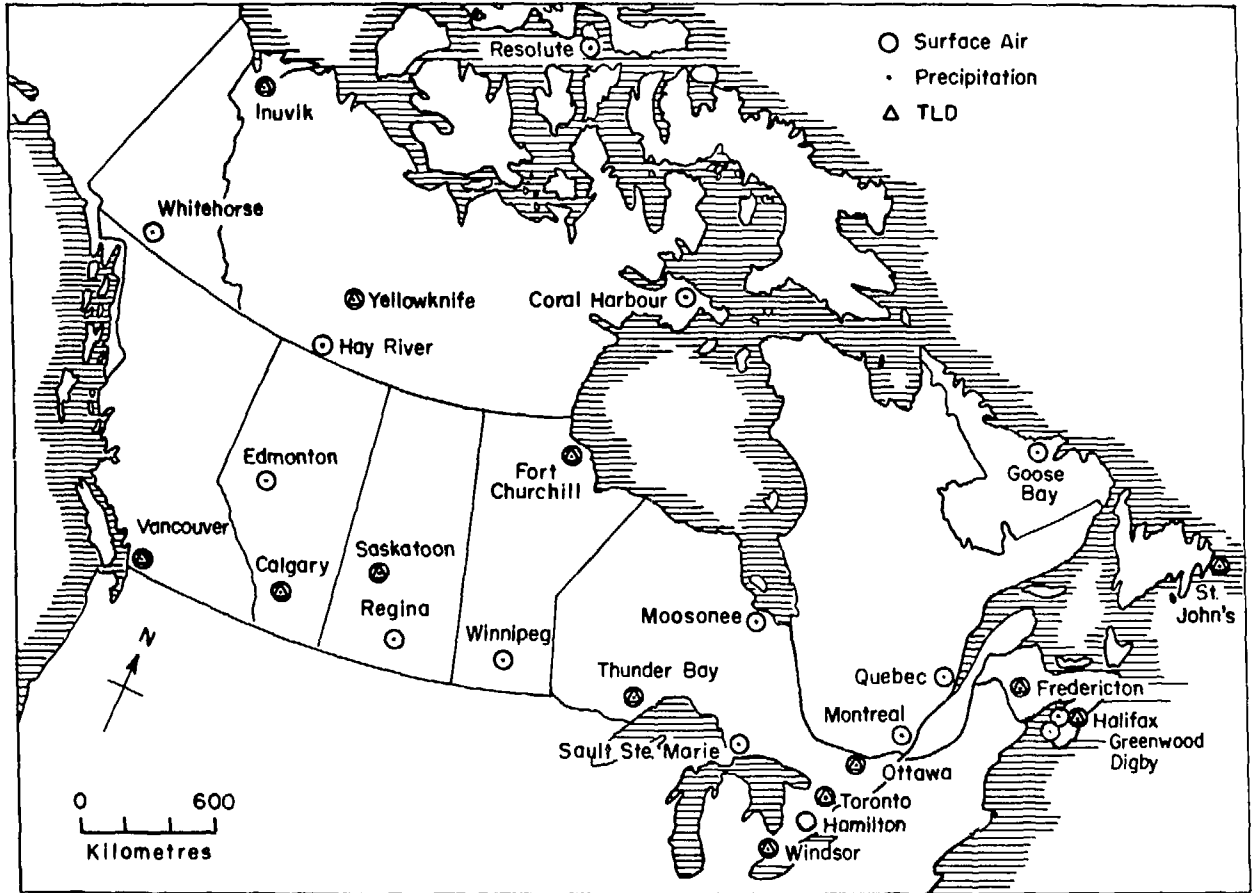 Resolute
Surface Air
Precipitation
TLD
Inuvik
Whitehorse
Yellowknife
Coral Harbour
Hay River
Edmonton
Fort
Churchill
Goose
Bay
Vancouver
Calgary
Saskatoon
Regina
Winnipeg
Moosonee
St.
John's
N
Thunder Bay
Quebec
Fredericton
Montreal
Halifax
Sault Ste. Marie
Greenwood
Digby
Ottawa
Toronto
Hamilton
Windsor
0 600
Kilometres